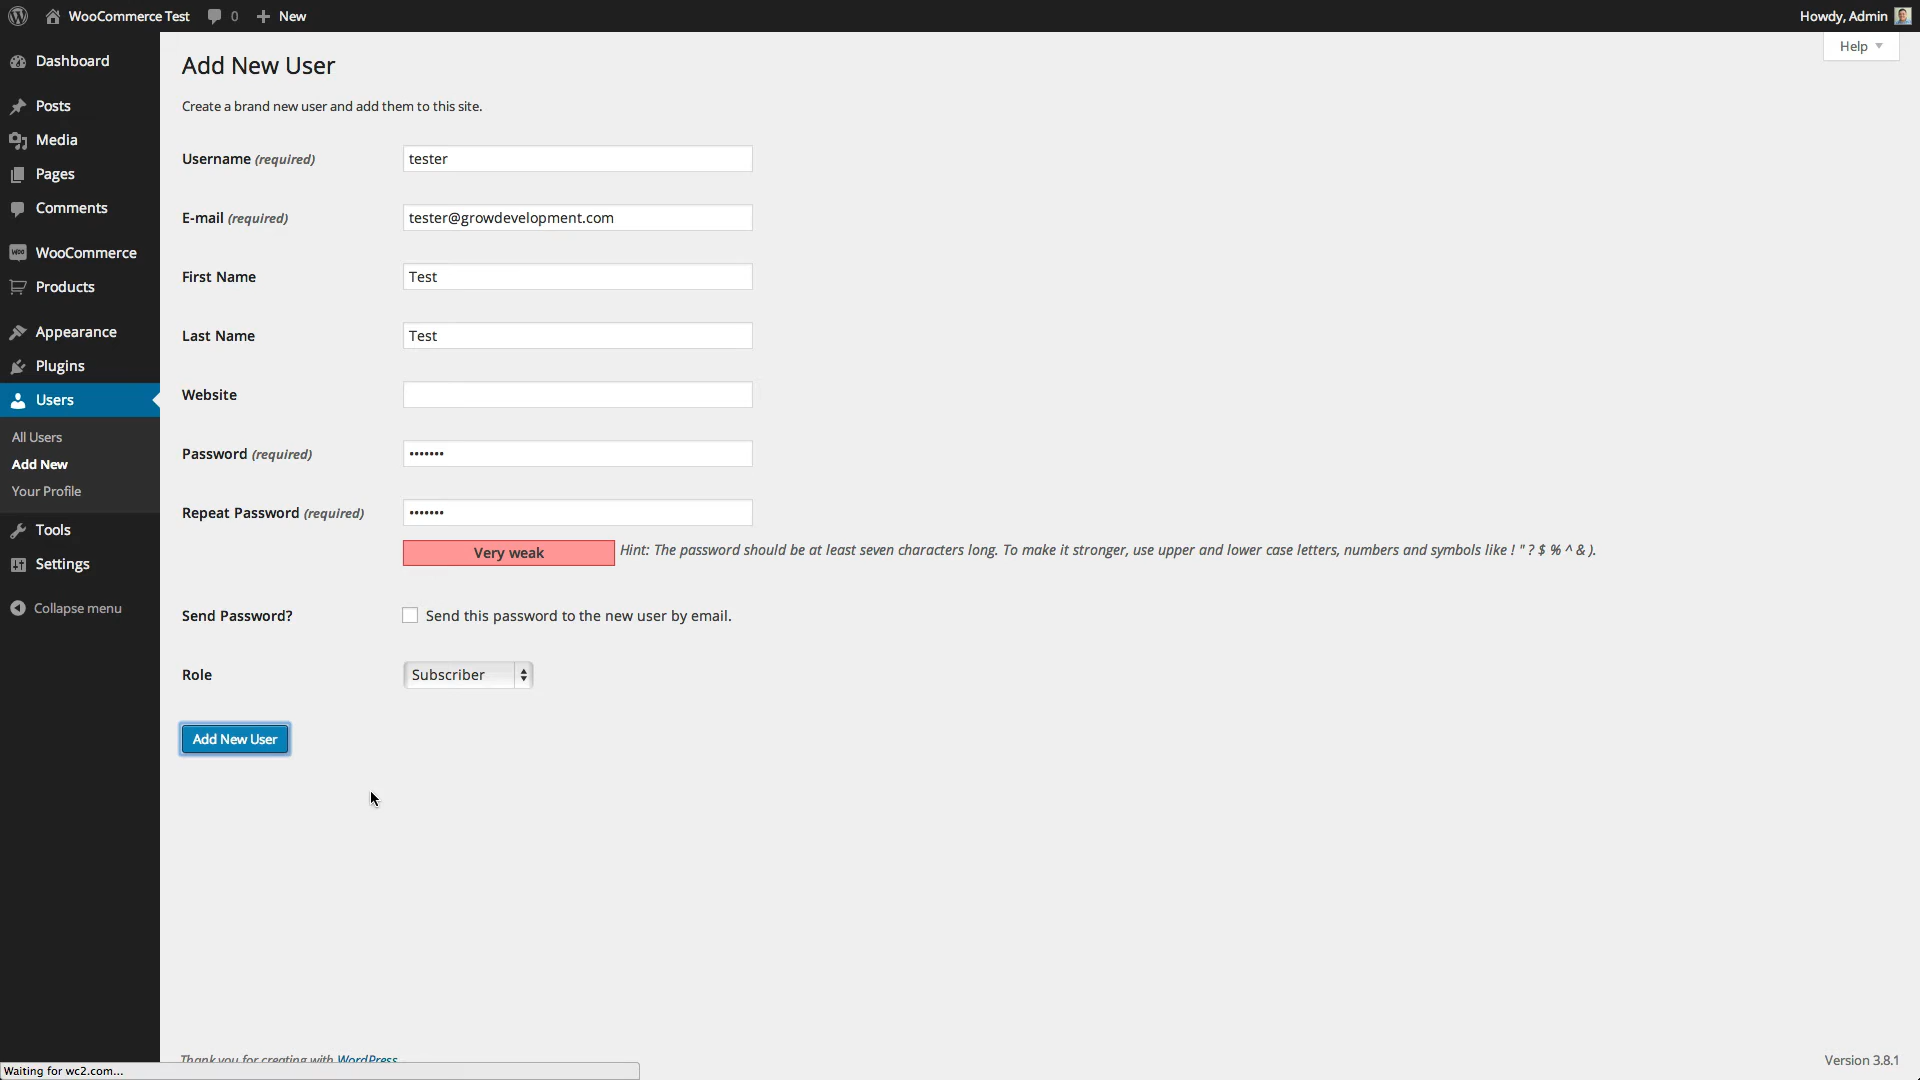 WooCommerce Test
0
New
Howdy, Admin
Help
Dashboard
Posts
Media
Pages
Comments
WooCommerce
Products
Appearance
Plugins
Users
All Users
Add New
Your Profile
Tools
Settings
Collapse menu
Add New User
Create a brand new user and add them to this site.
Username (required)
tester
E-mail (required)
tester@growdevelopment.com
First Name
Test
Last Name
Test
Website
Password (required)
•••••••
Repeat Password (required)
•••••••
Very weak
Hint: The password should be at least seven characters long. To make it stronger, use upper and lower case letters, numbers and symbols like ! " ? $ % ^ & ).
Send Password?
Send this password to the new user by email.
Role
Subscriber
Add New User
Thank you for creating with WordPress
Version 3.8.1
Waiting for wc2.com...